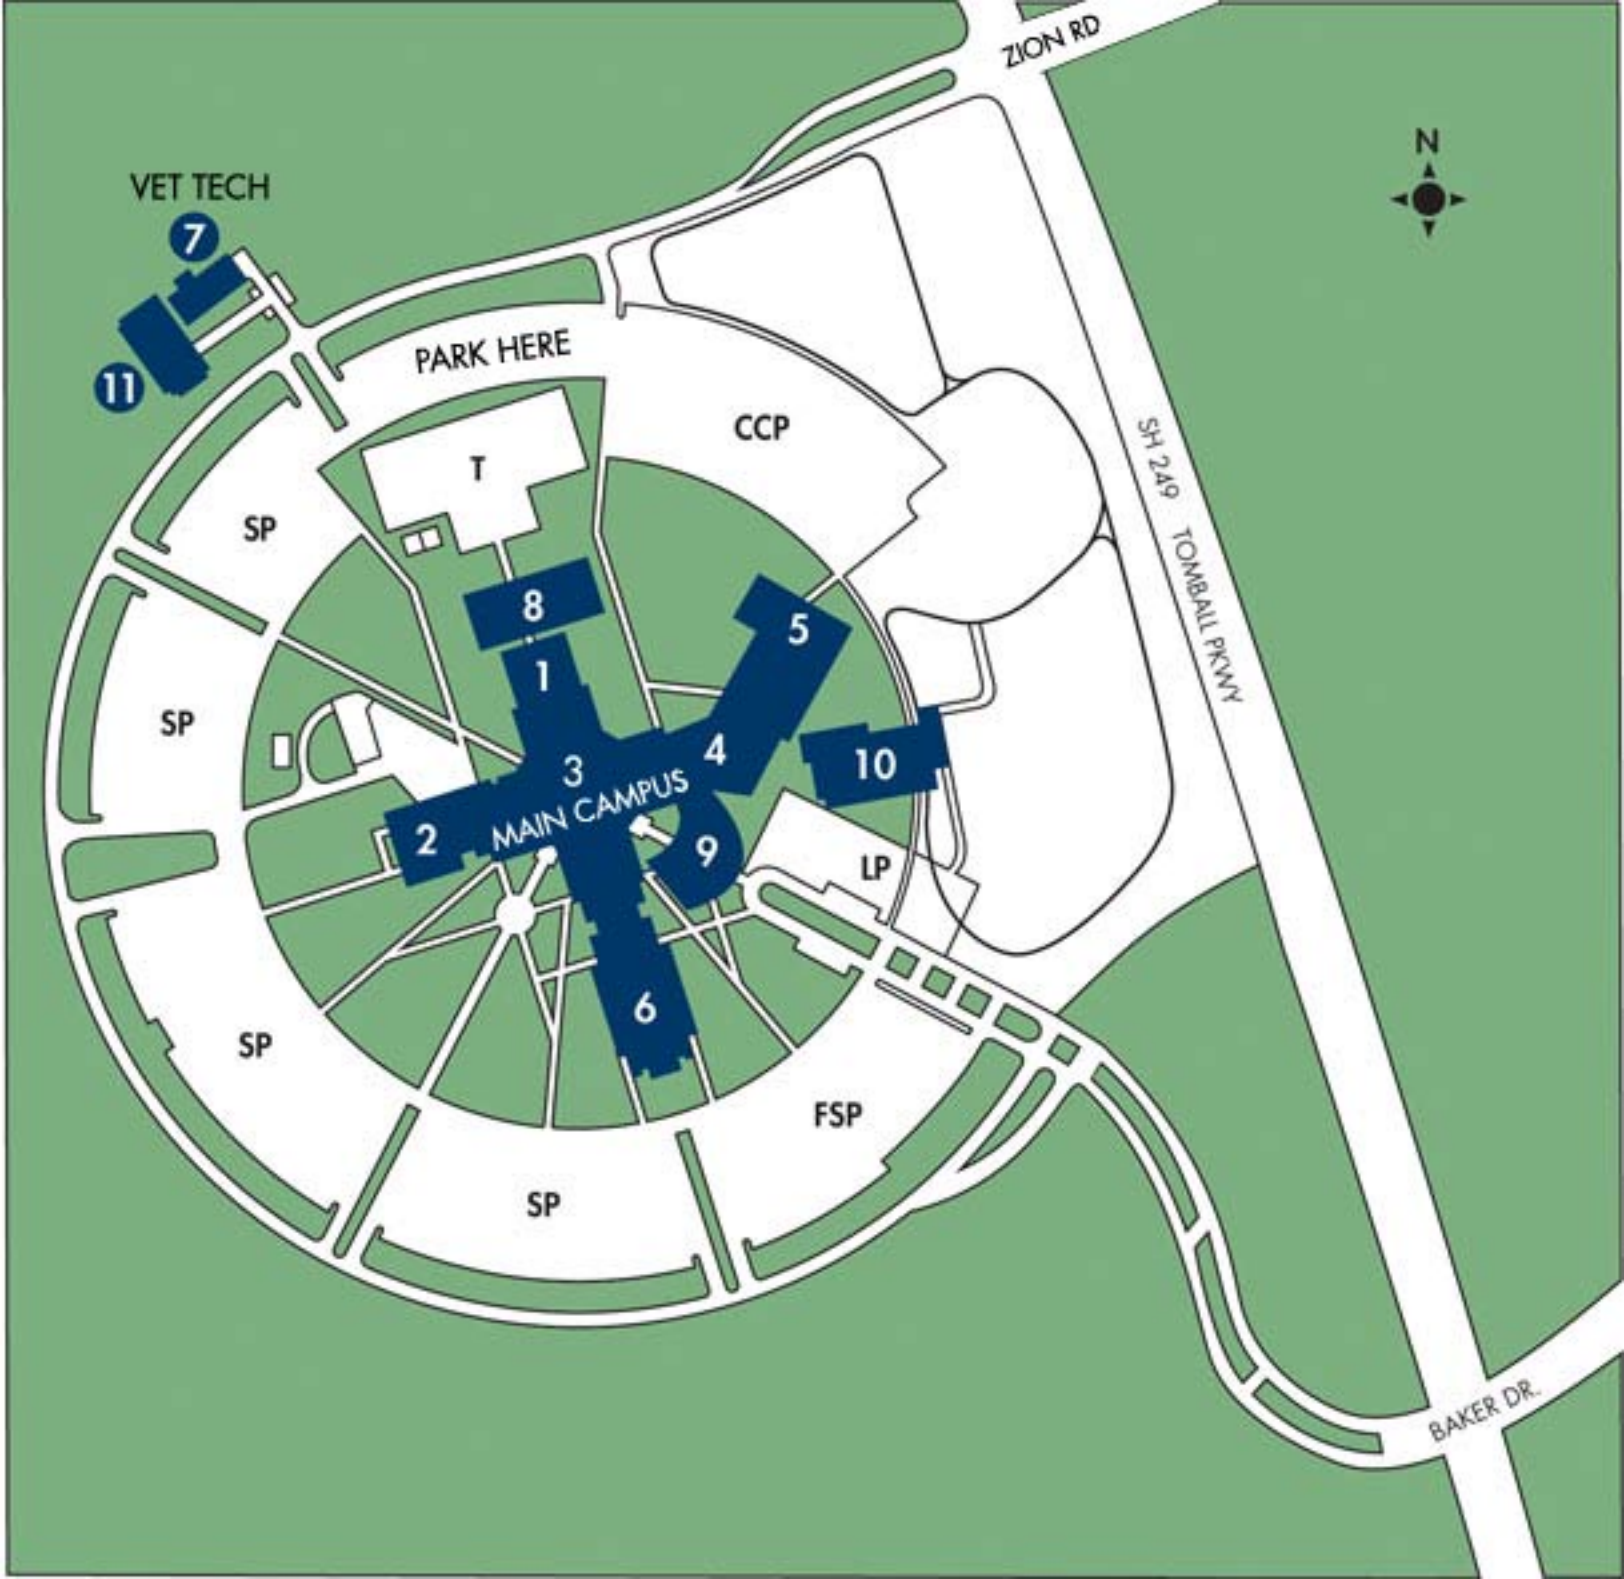 ZION RD
N
VET TECH
7
11
PARK HERE
CCP
T
SH 249 TOMBALL PKWY
SP
8
5
1
SP
4
3
10
MAIN CAMPUS
2
9
LP
6
SP
FSP
SP
BAKER DR.